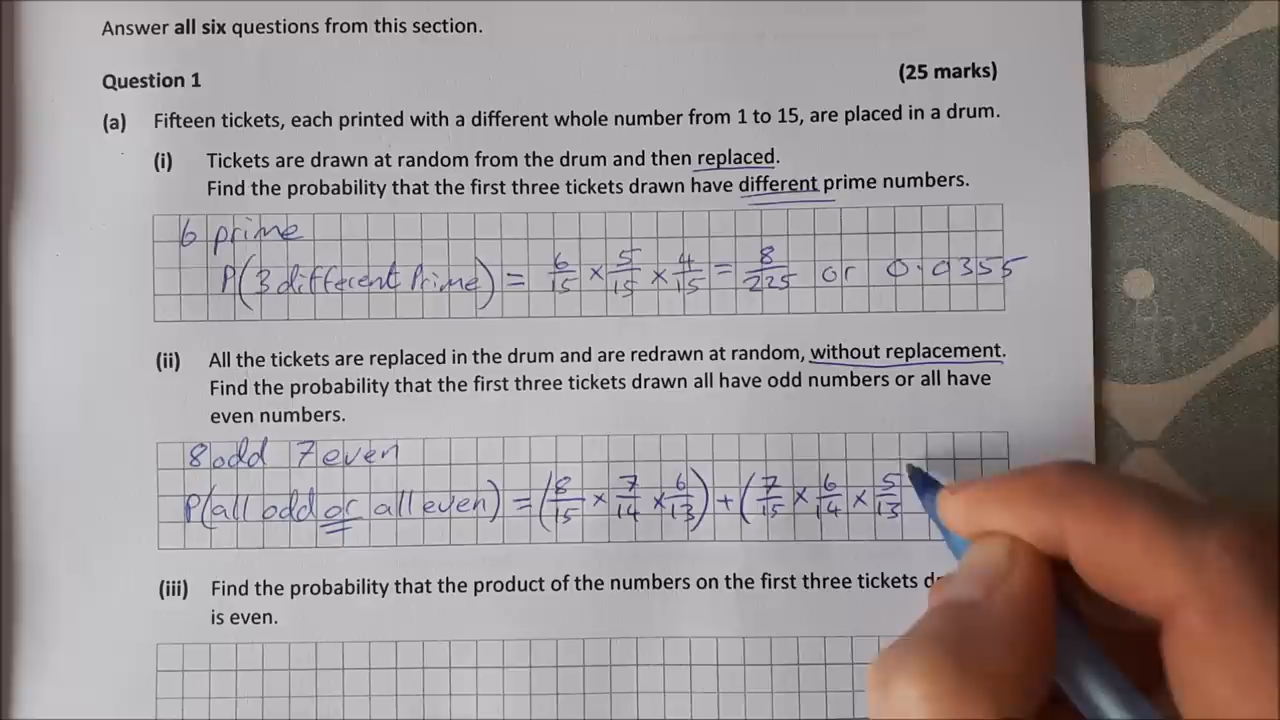 Answer all six questions from this section.
Question 1 (25 marks)
(a) Fifteen tickets, each printed with a different whole number from 1 to 15, are placed in a drum.
(i) Tickets are drawn at random from the drum and then replaced.
Find the probability that the first three tickets drawn have different prime numbers.
6 prime
P(3 different Prime) = 6/15 × 5/15 × 4/15 = 8/225 or 0.0355
(ii) All the tickets are replaced in the drum and are redrawn at random, without replacement.
Find the probability that the first three tickets drawn all have odd numbers or all have
even numbers.
8 odd 7 even
P(all odd or all even) = (8/15 × 7/14 × 6/13) + (7/15 × 6/14 × 5/13
(iii) Find the probability that the product of the numbers on the first three tickets
is even.